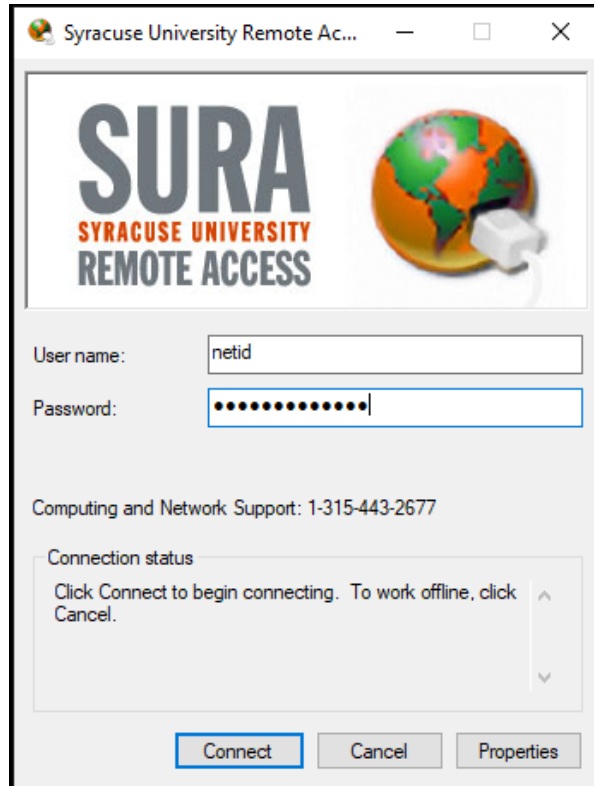 Syracuse University Remote Ac...
SURA
SYRACUSE UNIVERSITY
REMOTE ACCESS
User name: netid
Password: ●●●●●●●●●●●●●
Computing and Network Support: 1-315-443-2677
Connection status
Click Connect to begin connecting.  To work offline, click
Cancel.
Connect Cancel Properties